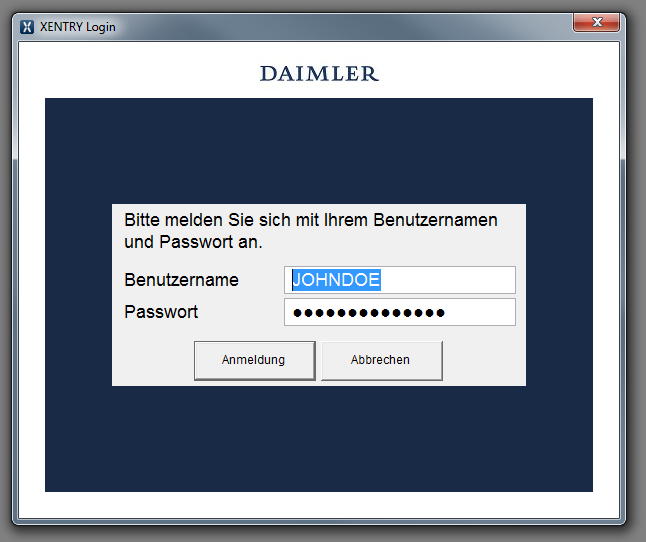 XENTRY Login
DAIMLER
Bitte melden Sie sich mit Ihrem Benutzernamen
und Passwort an.
Benutzername JOHNDOE
Passwort ●●●●●●●●●●●●●●
Anmeldung Abbrechen